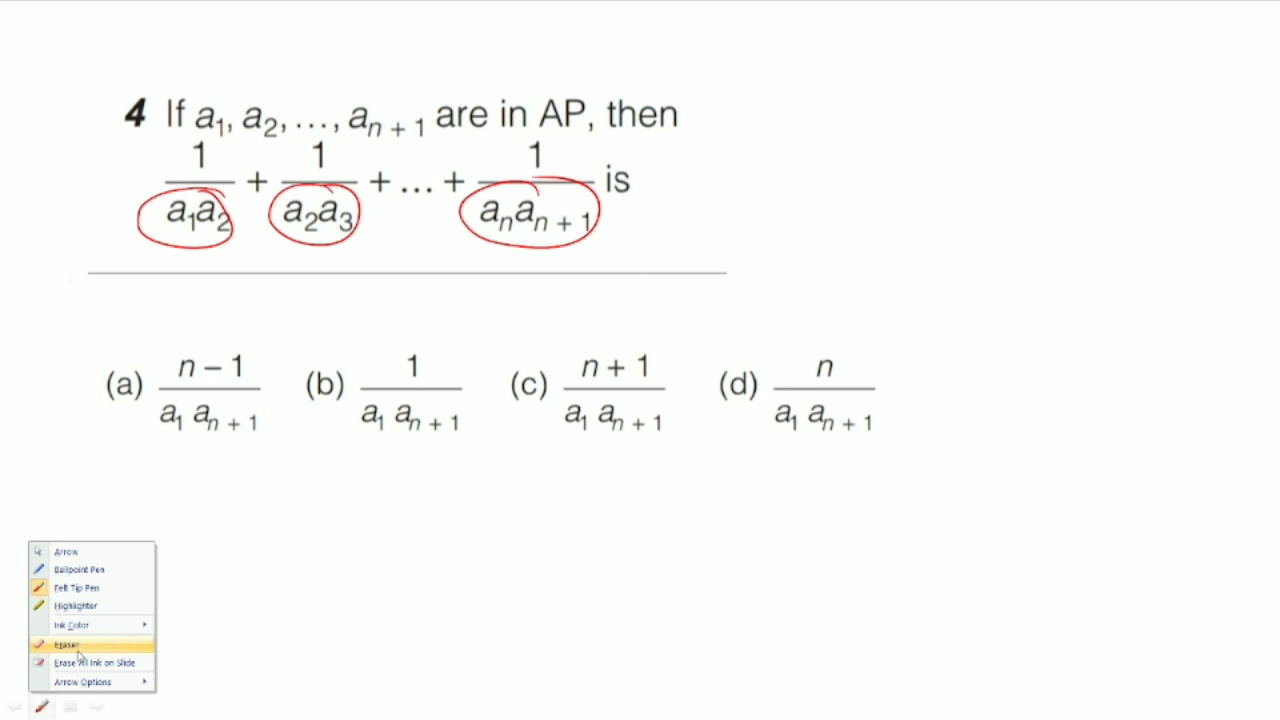 4 If a₁, a₂, ..., aₙ ₊ ₁ are in AP, then
1/a₁a₂ + 1/a₂a₃ + ... + 1/aₙaₙ ₊ ₁ is
(a) n – 1/a₁ aₙ ₊ ₁ (b) 1/a₁ aₙ ₊ ₁ (c) n + 1/a₁ aₙ ₊ ₁ (d) n/a₁ aₙ ₊ ₁
Arrow
Ballpoint Pen
Felt Tip Pen
Highlighter
Ink Color
Eraser
Erase All Ink on Slide
Arrow Options